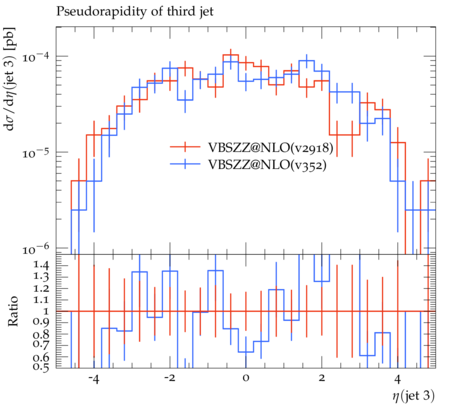 Pseudorapidity of third jet
dσ/dη(jet 3) [pb]
10⁻⁴
10⁻⁵
10⁻⁶
VBSZZ@NLO(v2918)
VBSZZ@NLO(v352)
Ratio
1.4
1.3
1.2
1.1
1
0.9
0.8
0.7
0.6
0.5
-4 -2 0 2 4
η(jet 3)